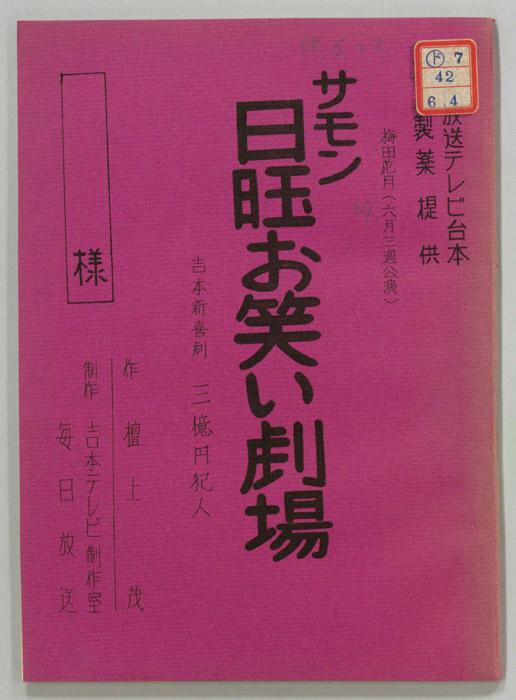 放送テレビ台本
製薬提供
梅田花月（六月三週公演）
サモン
日曜お笑い劇場
吉本新喜劇 三億円犯人
作 檀上茂
制作 吉本テレビ制作室
毎日放送
様
ド 7
42
6.4